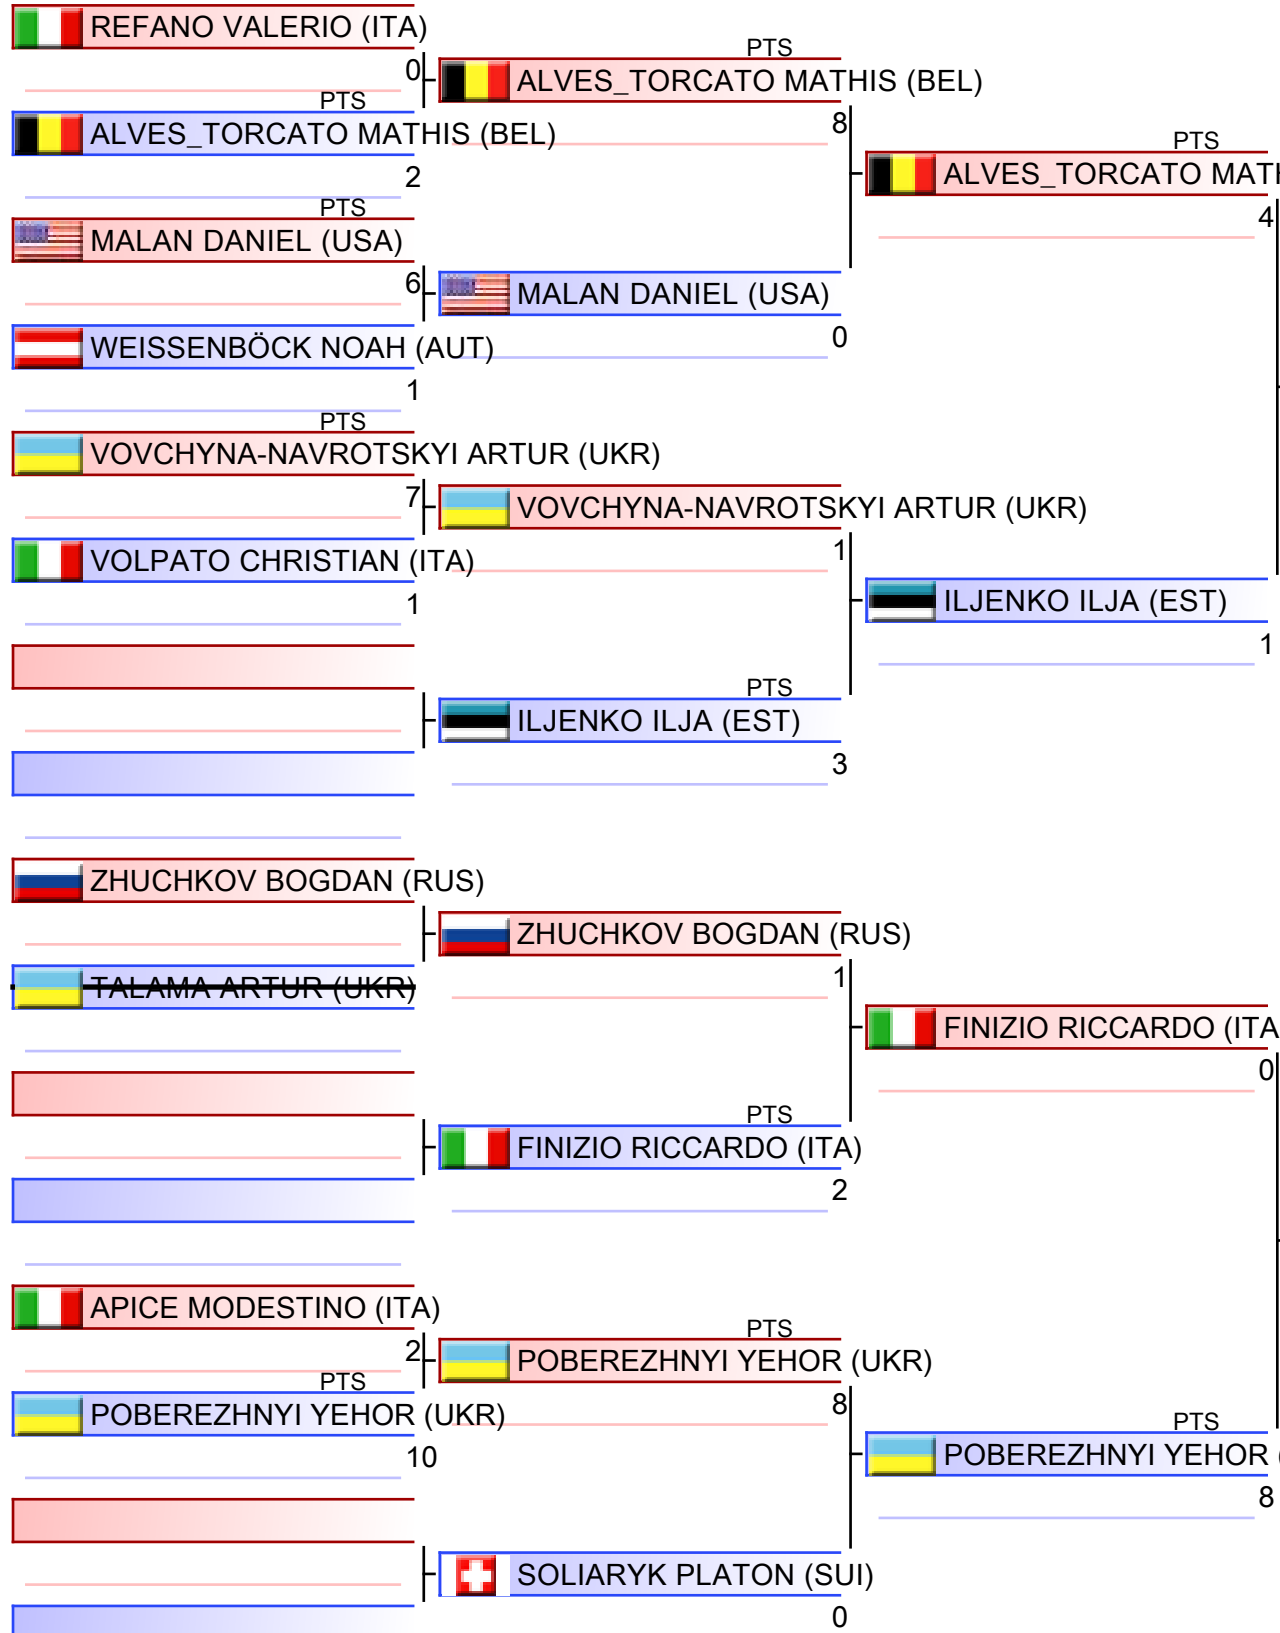 REFANO VALERIO (ITA)
0
PTS
ALVES_TORCATO MATHIS (BEL)
2
PTS
MALAN DANIEL (USA)
6
WEISSENBÖCK NOAH (AUT)
1
PTS
VOVCHYNA-NAVROTSKYI ARTUR (UKR)
7
VOLPATO CHRISTIAN (ITA)
1
ZHUCHKOV BOGDAN (RUS)
TALAMA ARTUR (UKR)
APICE MODESTINO (ITA)
2
PTS
POBEREZHNYI YEHOR (UKR)
10
PTS
ALVES_TORCATO MATHIS (BEL)
8
MALAN DANIEL (USA)
0
VOVCHYNA-NAVROTSKYI ARTUR (UKR)
1
PTS
ILJENKO ILJA (EST)
3
ZHUCHKOV BOGDAN (RUS)
1
PTS
FINIZIO RICCARDO (ITA)
2
PTS
POBEREZHNYI YEHOR (UKR)
8
SOLIARYK PLATON (SUI)
0
PTS
ALVES_TORCATO MATH
4
ILJENKO ILJA (EST)
1
FINIZIO RICCARDO (ITA
0
PTS
POBEREZHNYI YEHOR (
8